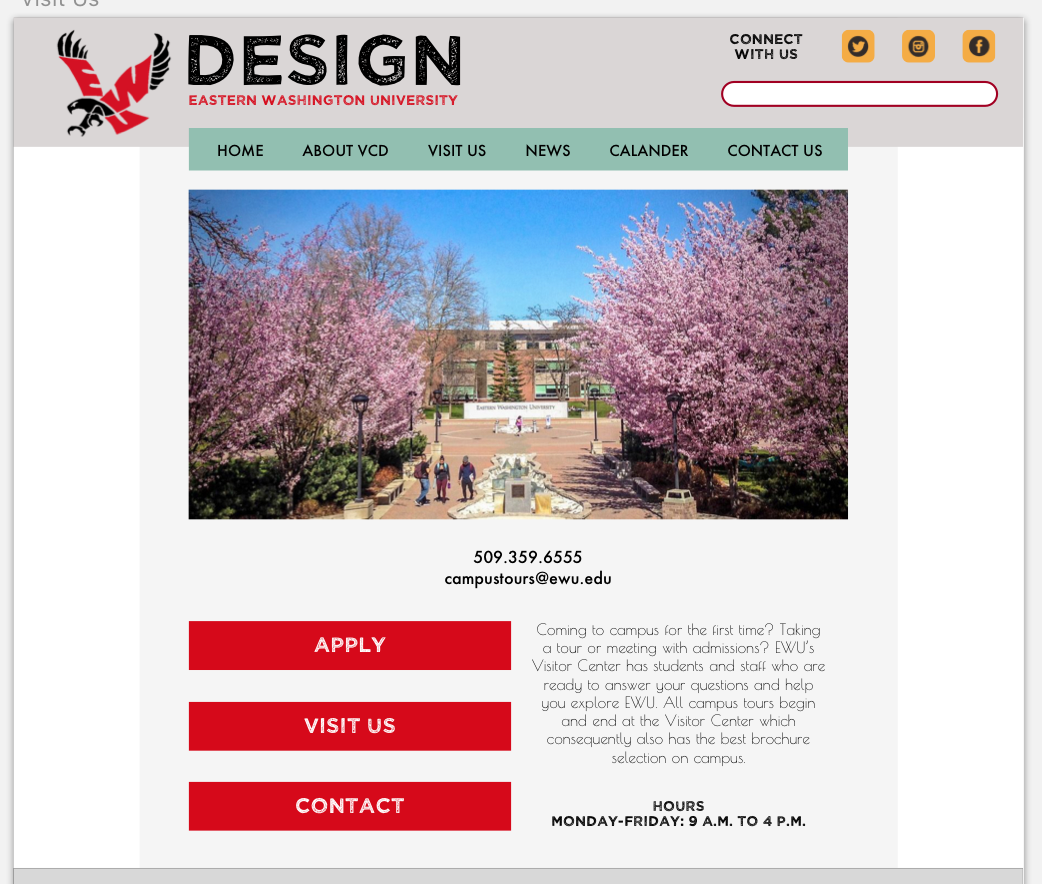 Visit Us
EW
DESIGN
EASTERN WASHINGTON UNIVERSITY
CONNECT
WITH US
HOME ABOUT VCD VISIT US NEWS CALANDER CONTACT US
EASTERN WASHINGTON UNIVERSITY
509.359.6555
campustours@ewu.edu
APPLY
VISIT US
CONTACT
Coming to campus for the first time? Taking
a tour or meeting with admissions? EWU's
Visitor Center has students and staff who are
ready to answer your questions and help
you explore EWU. All campus tours begin
and end at the Visitor Center which
consequently also has the best brochure
selection on campus.
HOURS
MONDAY-FRIDAY: 9 A.M. TO 4 P.M.